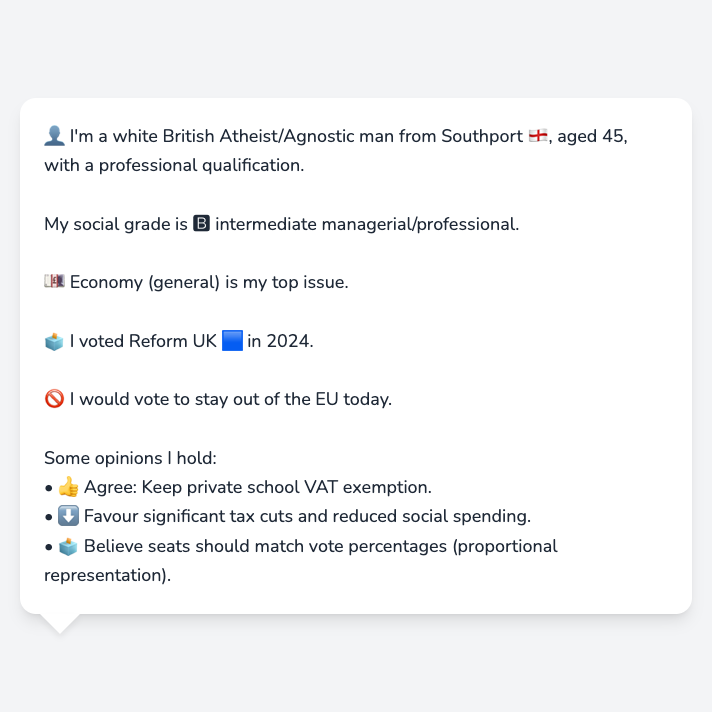 👤 I'm a white British Atheist/Agnostic man from Southport 🏴󠁧󠁢󠁥󠁮󠁧󠁿, aged 45,
with a professional qualification.
My social grade is 🅱 intermediate managerial/professional.
💷 Economy (general) is my top issue.
🗳️ I voted Reform UK 🟦 in 2024.
🚫 I would vote to stay out of the EU today.
Some opinions I hold:
• 👍 Agree: Keep private school VAT exemption.
• ⬇️ Favour significant tax cuts and reduced social spending.
• 🗳️ Believe seats should match vote percentages (proportional
representation).